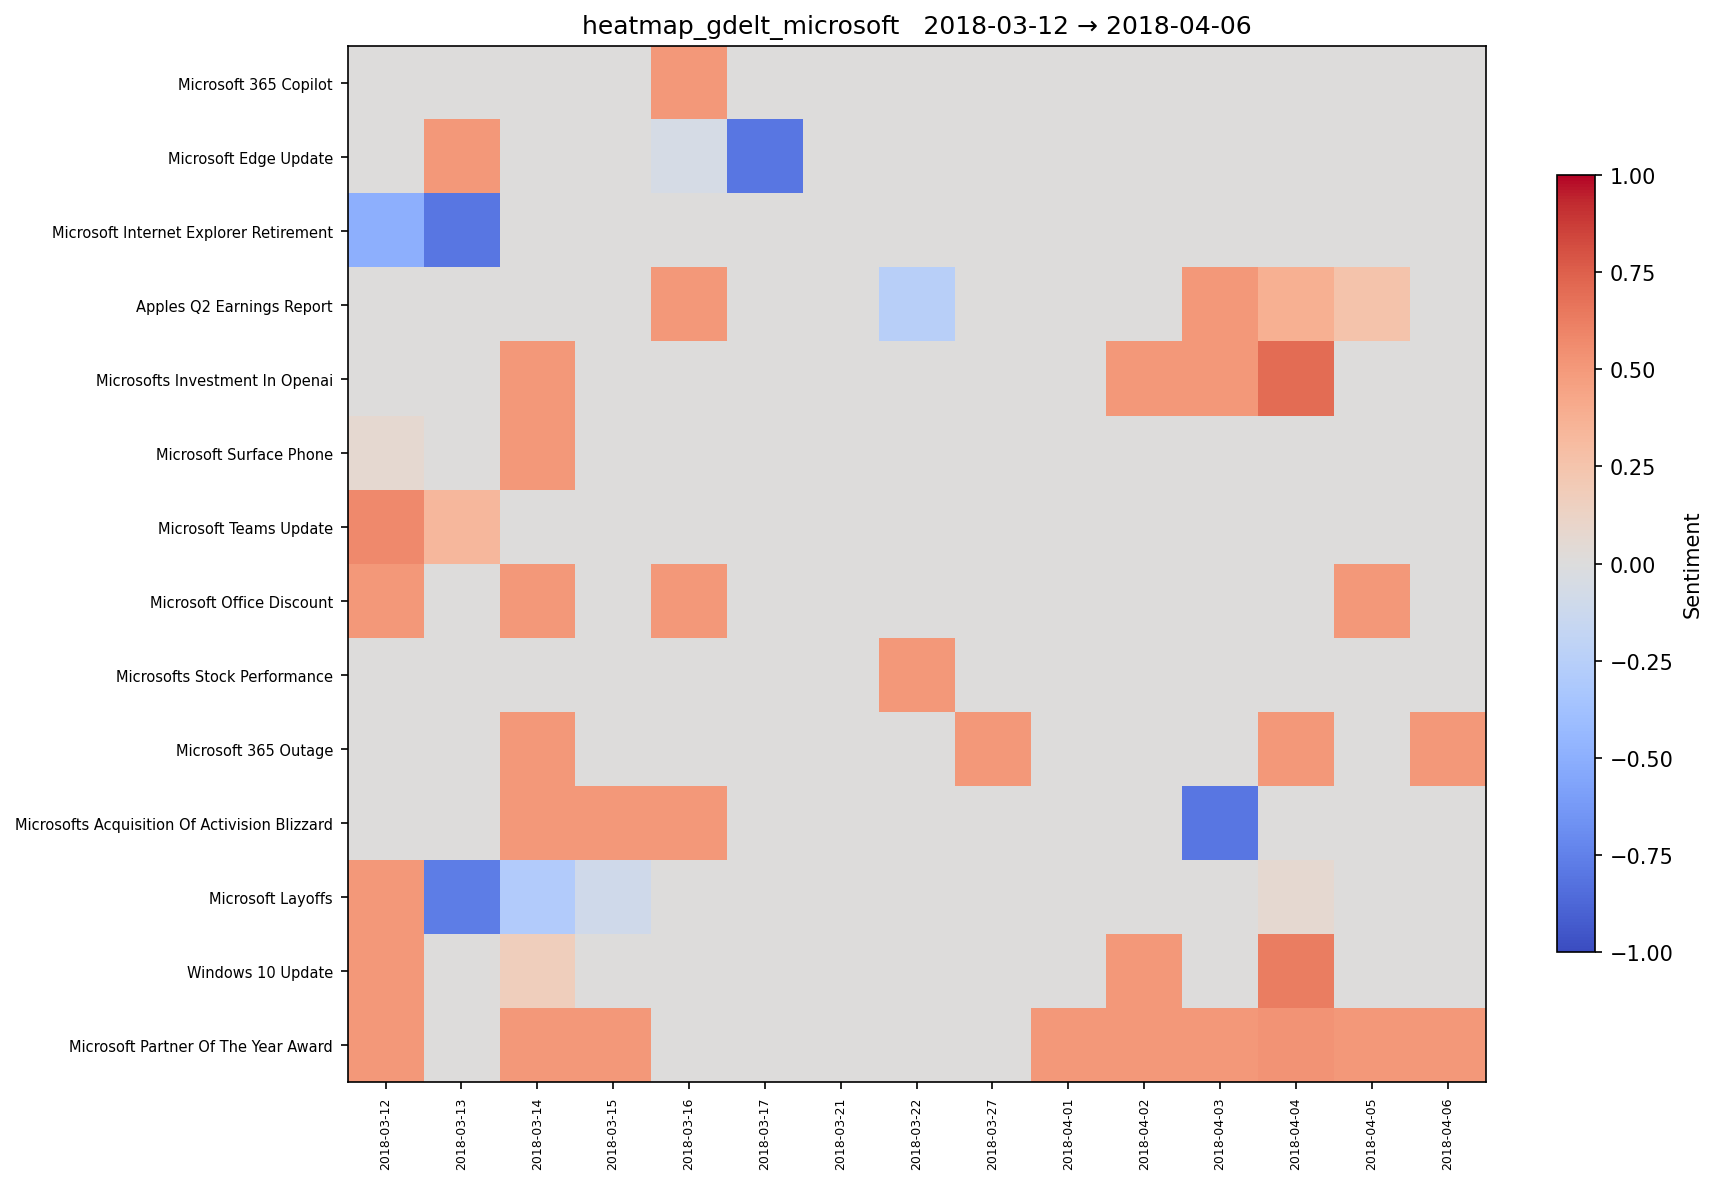 heatmap_gdelt_microsoft   2018-03-12 → 2018-04-06
Microsoft 365 Copilot
Microsoft Edge Update
Microsoft Internet Explorer Retirement
Apples Q2 Earnings Report
Microsofts Investment In Openai
Microsoft Surface Phone
Microsoft Teams Update
Microsoft Office Discount
Microsofts Stock Performance
Microsoft 365 Outage
Microsofts Acquisition Of Activision Blizzard
Microsoft Layoffs
Windows 10 Update
Microsoft Partner Of The Year Award
2018-03-12
2018-03-13
2018-03-14
2018-03-15
2018-03-16
2018-03-17
2018-03-21
2018-03-22
2018-03-27
2018-04-01
2018-04-02
2018-04-03
2018-04-04
2018-04-05
2018-04-06
1.00
0.75
0.50
0.25
0.00
−0.25
−0.50
−0.75
−1.00
Sentiment